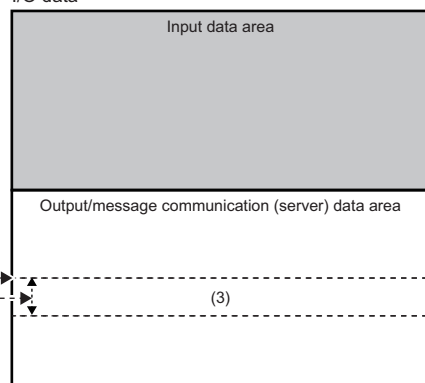 I/O data
Input data area
Output/message communication (server) data area
(3)